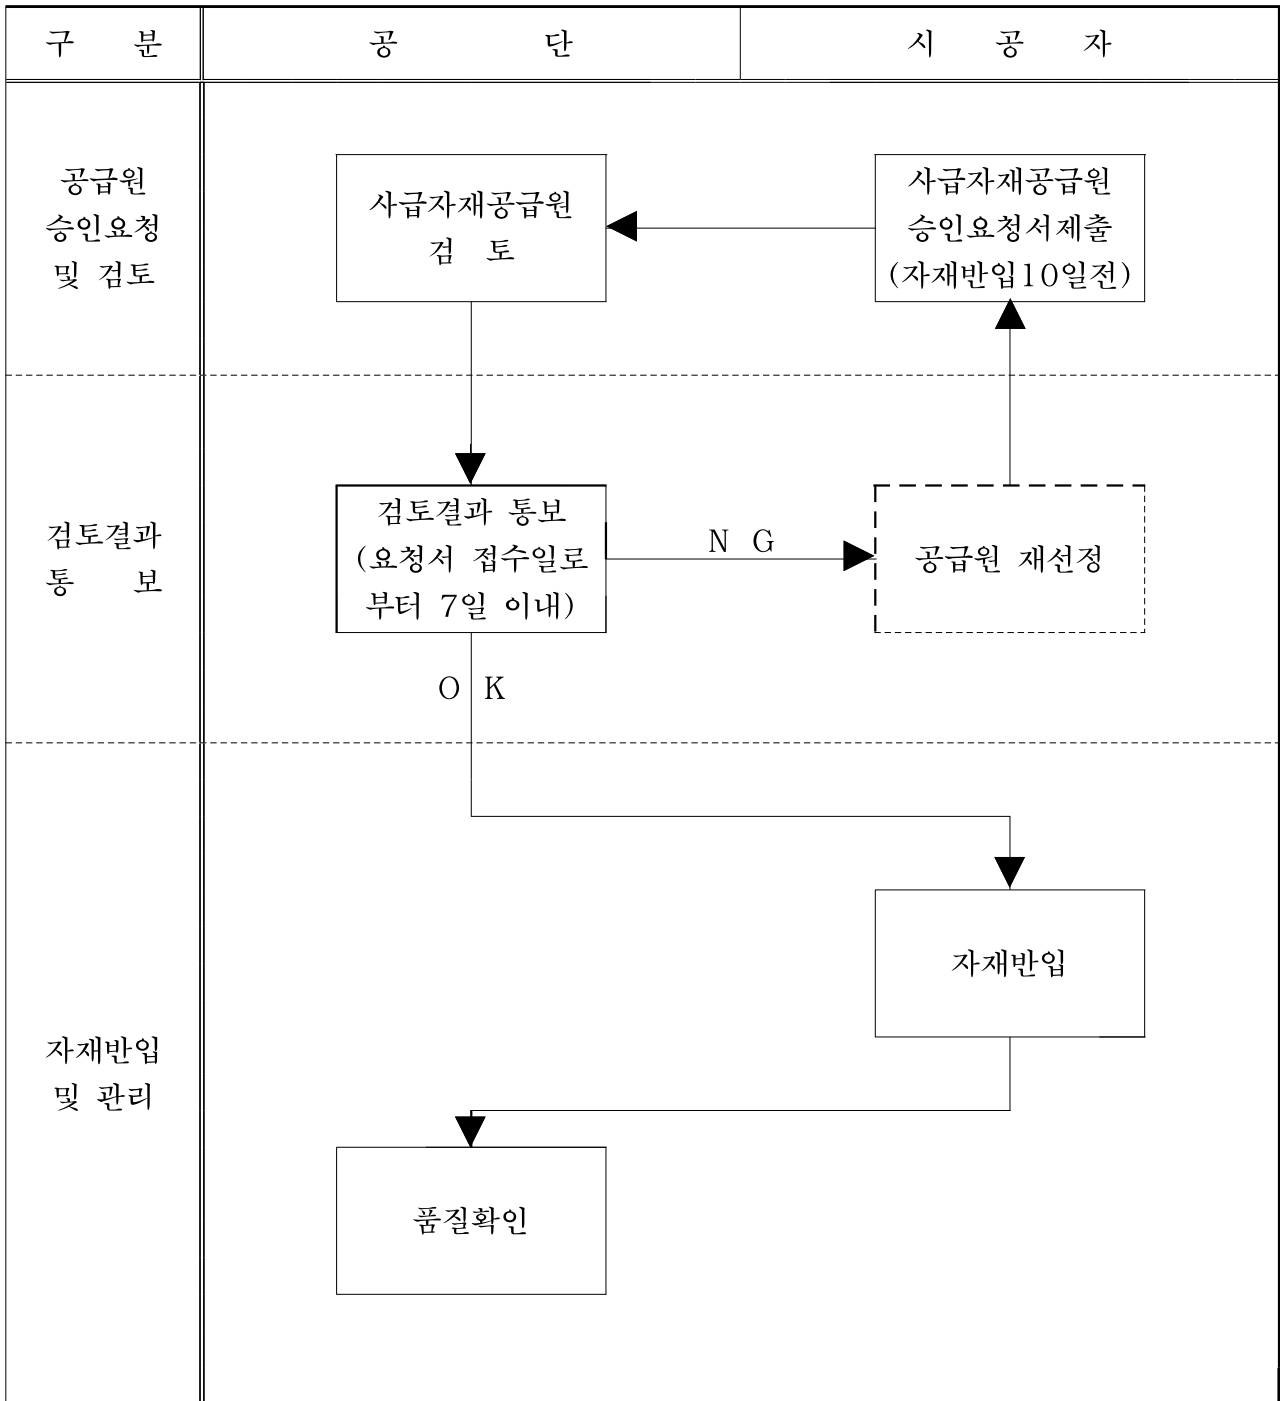 구 분
공 단
시 공 자
공급원
승인요청
및 검토
사급자재공급원
검 토
사급자재공급원
승인요청서제출
(자재반입10일전)
검토결과
통 보
검토결과 통보
(요청서 접수일로
부터 7일 이내)
N G
공급원 재선정
O K
자재반입
및 관리
자재반입
품질확인